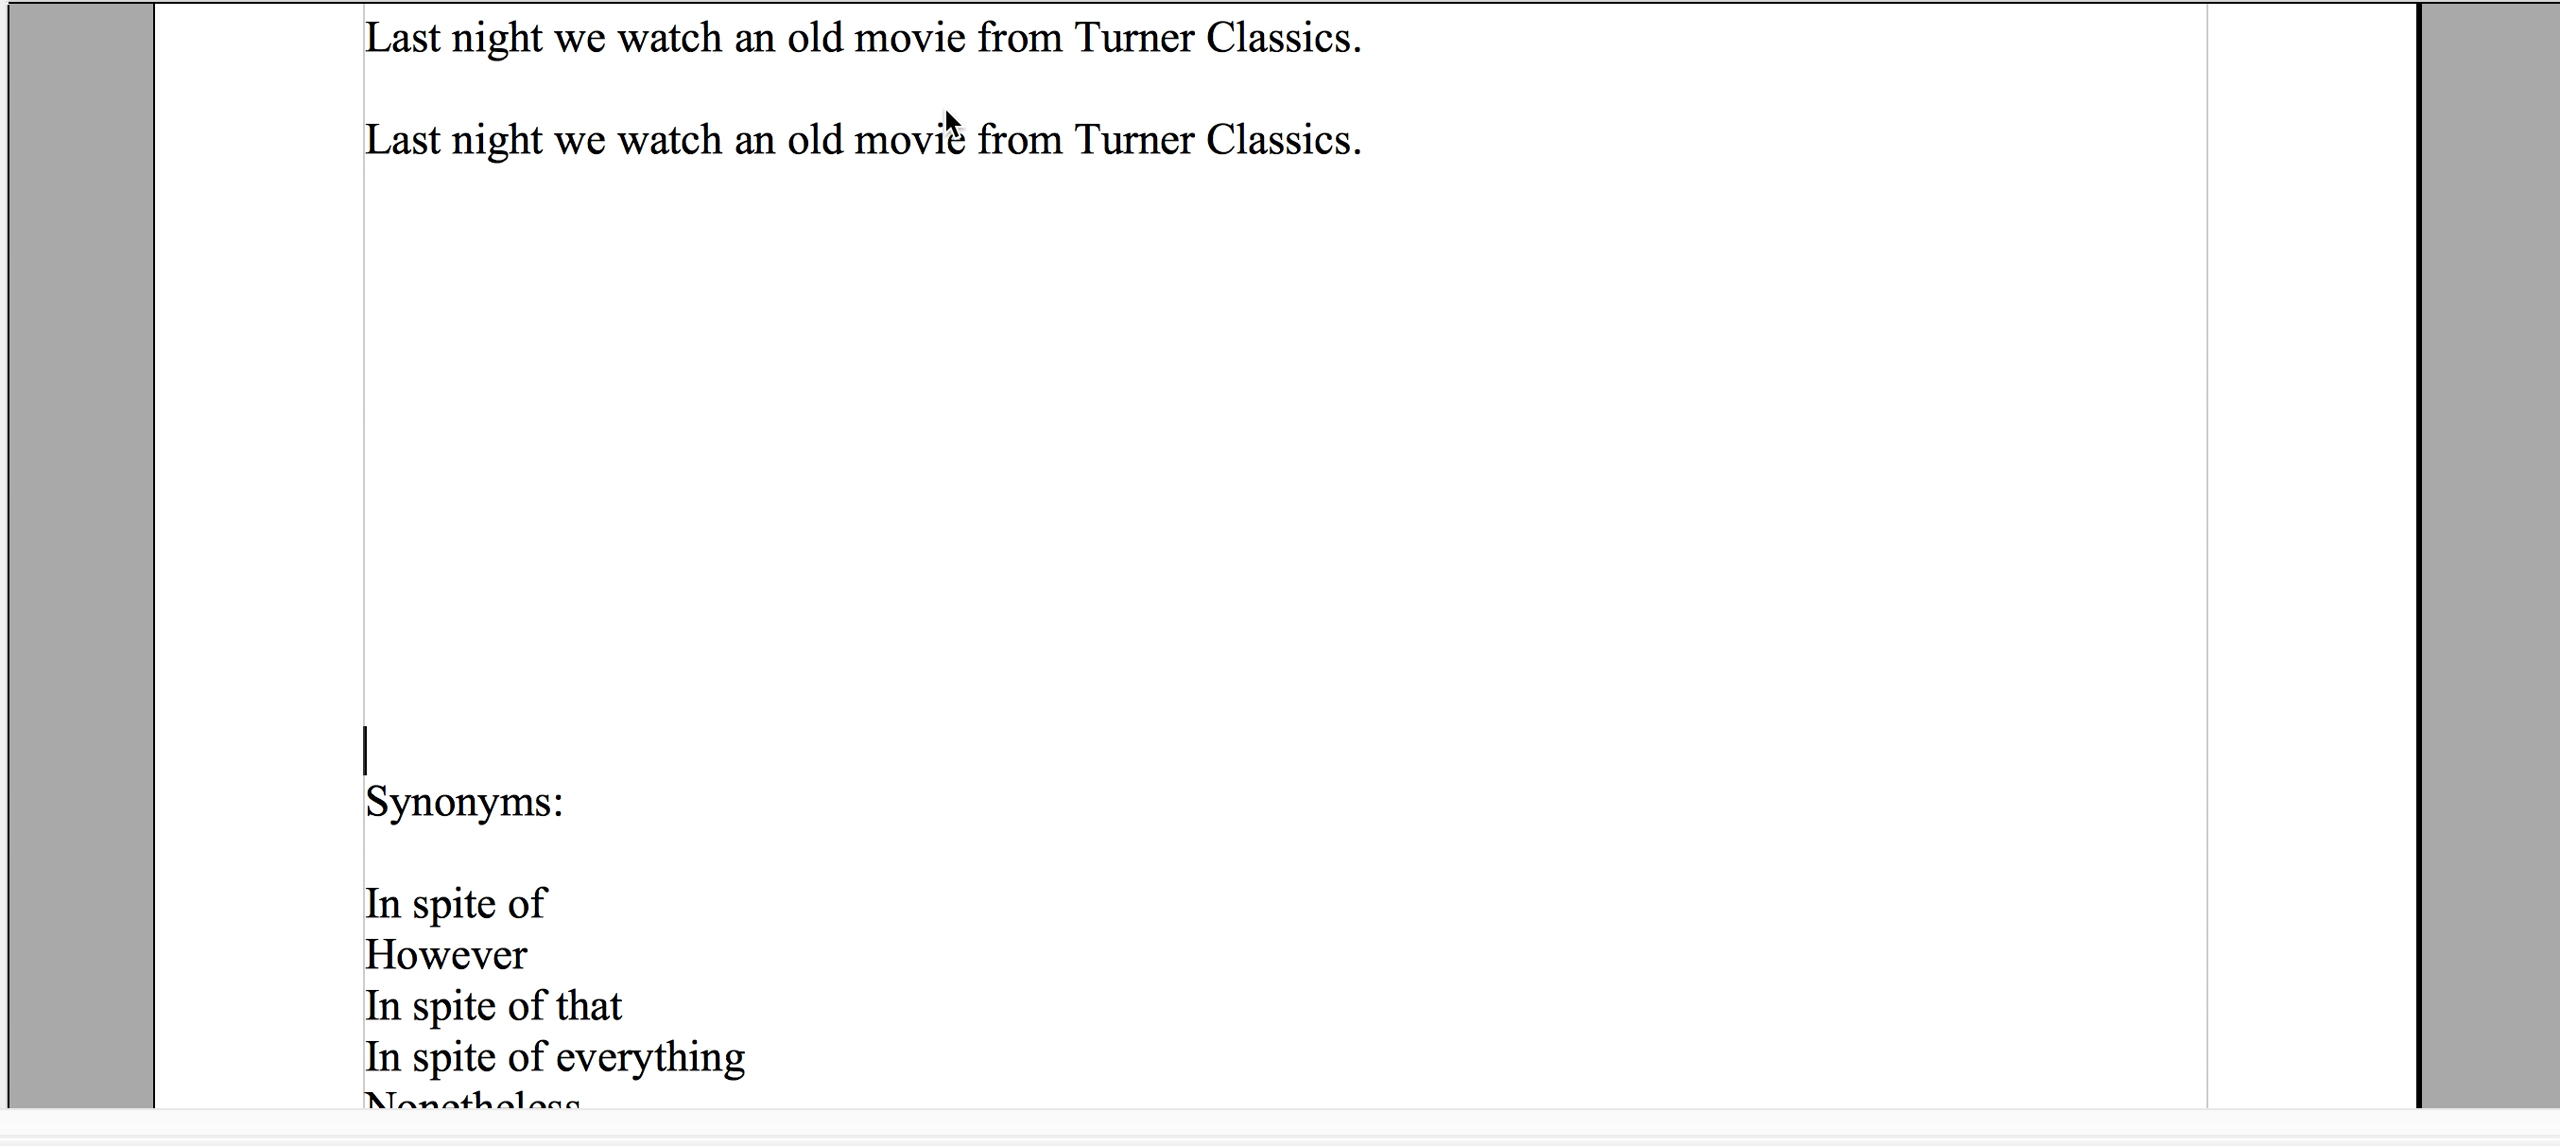 Last night we watch an old movie from Turner Classics.
Last night we watch an old movie from Turner Classics.
Synonyms:
In spite of
However
In spite of that
In spite of everything
Nonetheless